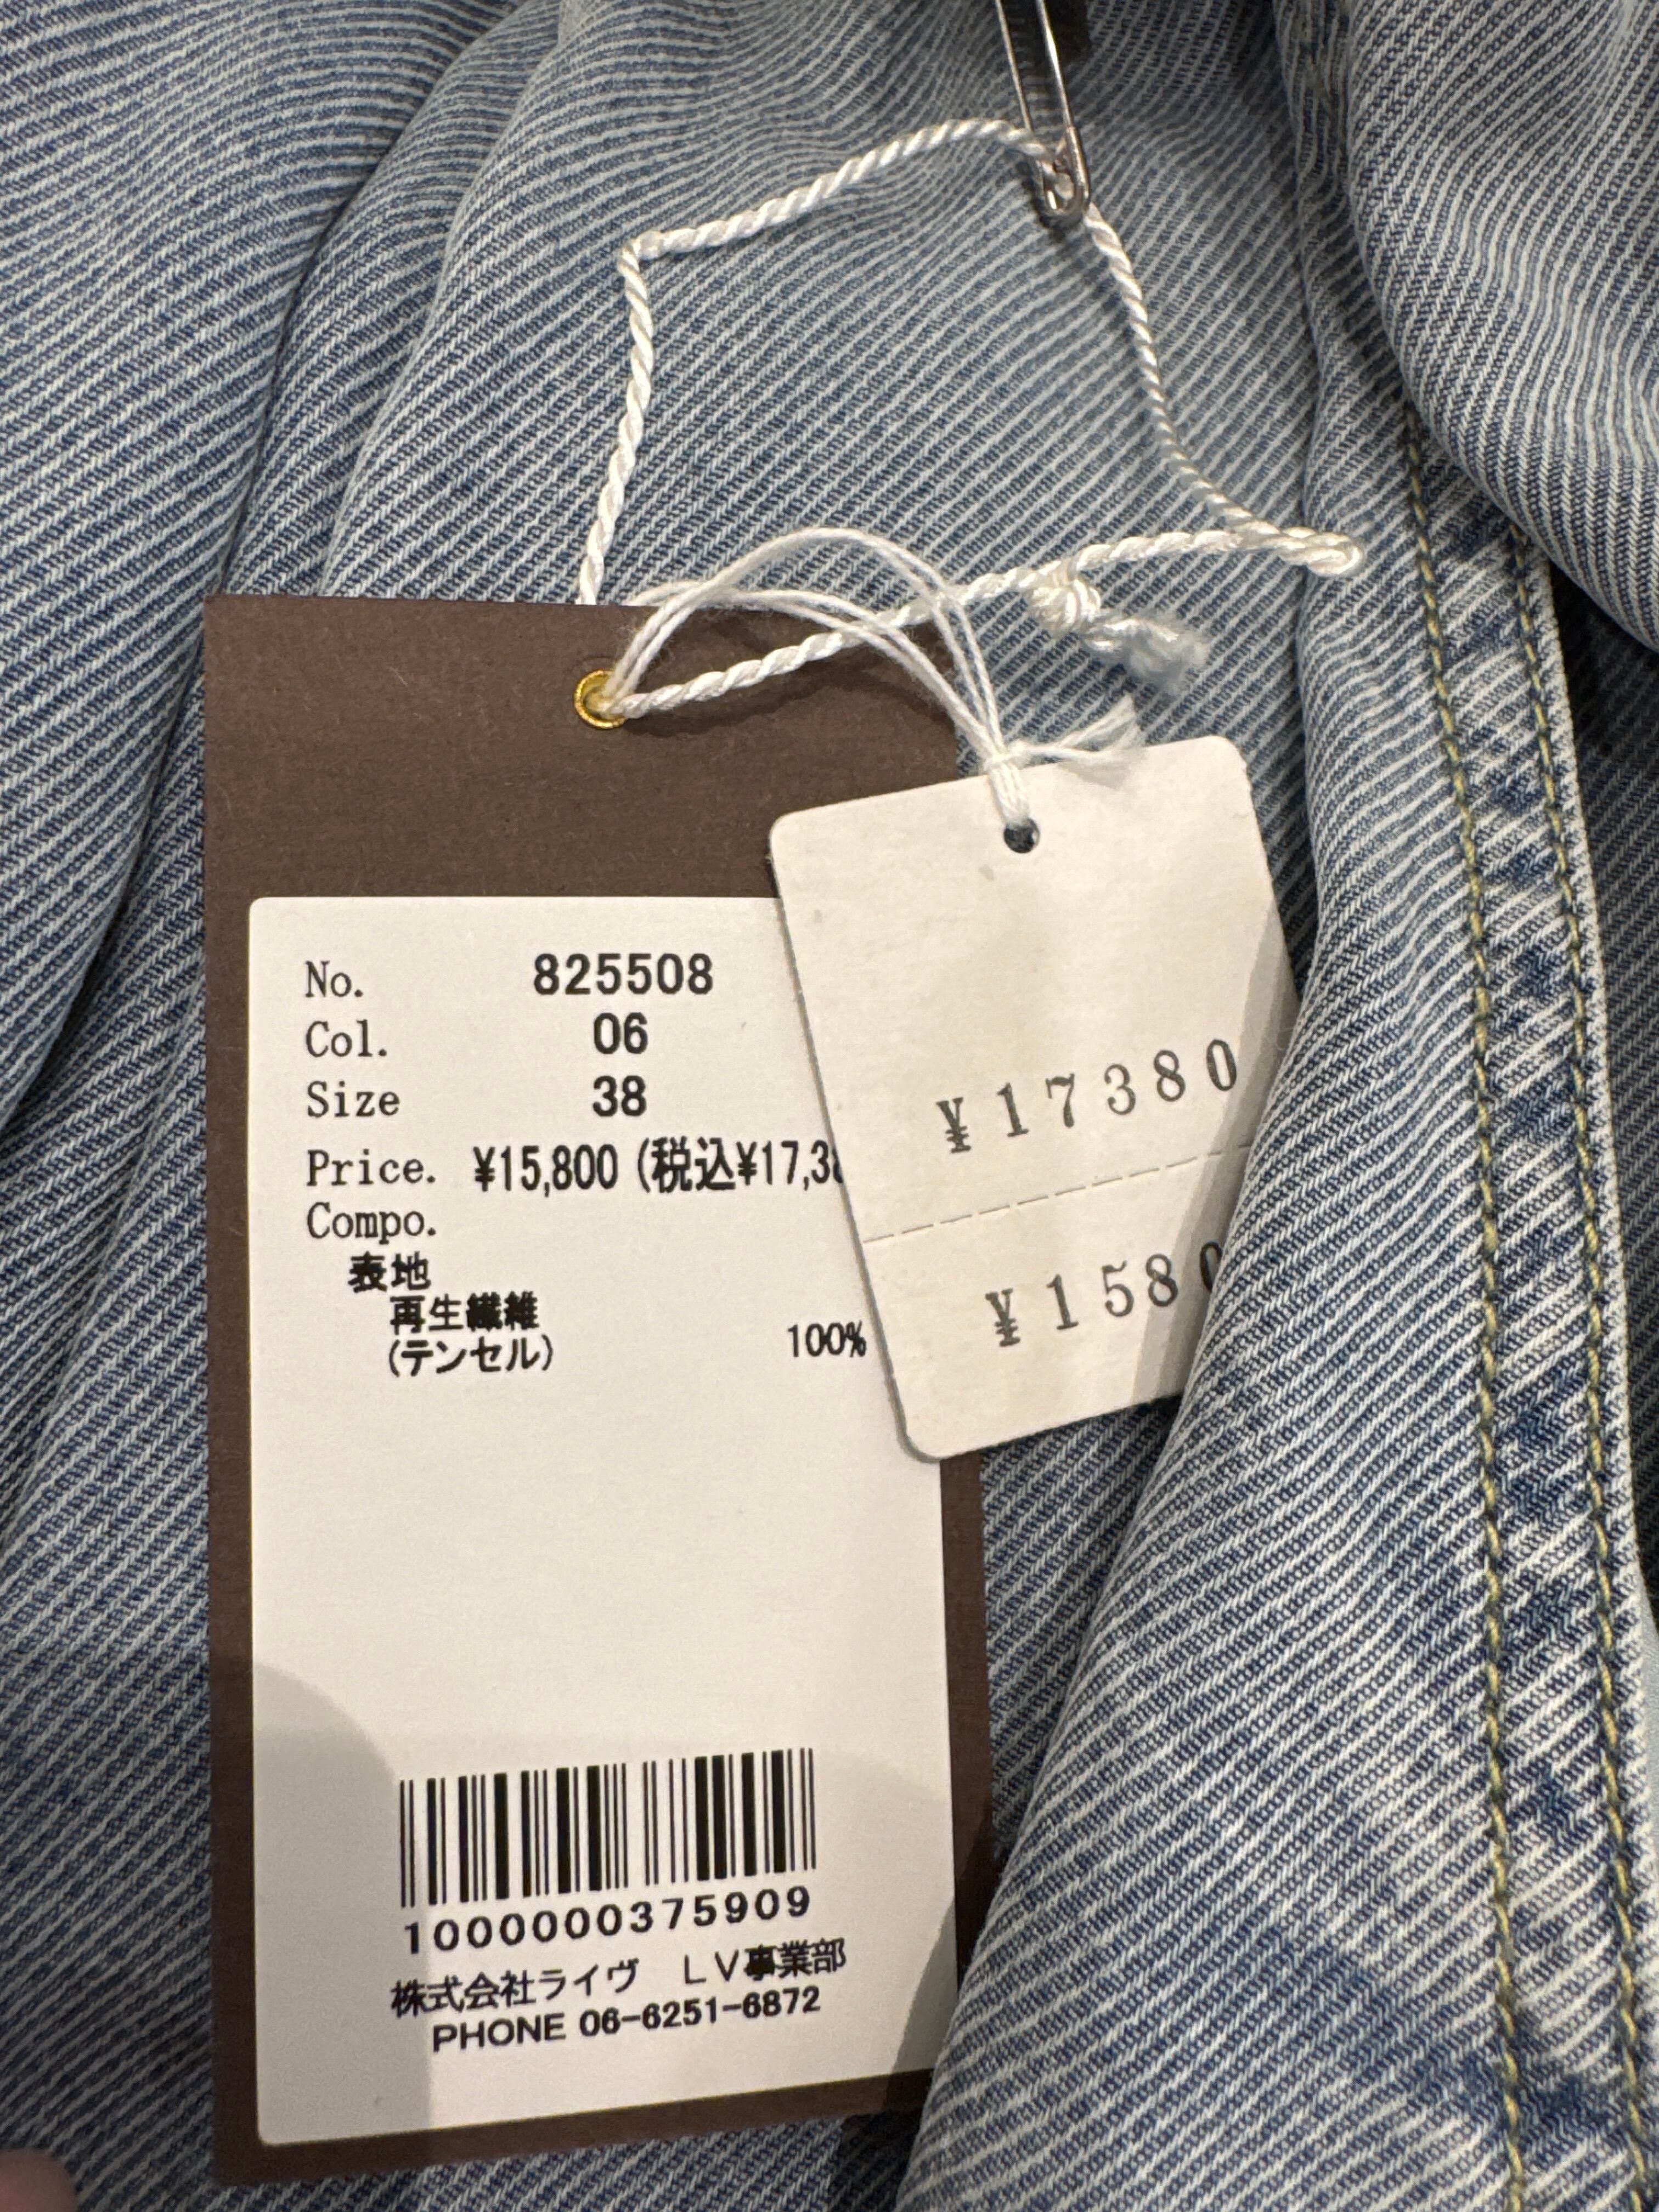 No. 825508
Col. 06
Size 38
Price. ¥15,800 (税込¥17,38
Compo.
表地
再生繊維
(テンセル) 100%
1000000375909
株式会社ライヴ LV事業部
PHONE 06-6251-6872
¥17380
¥1580